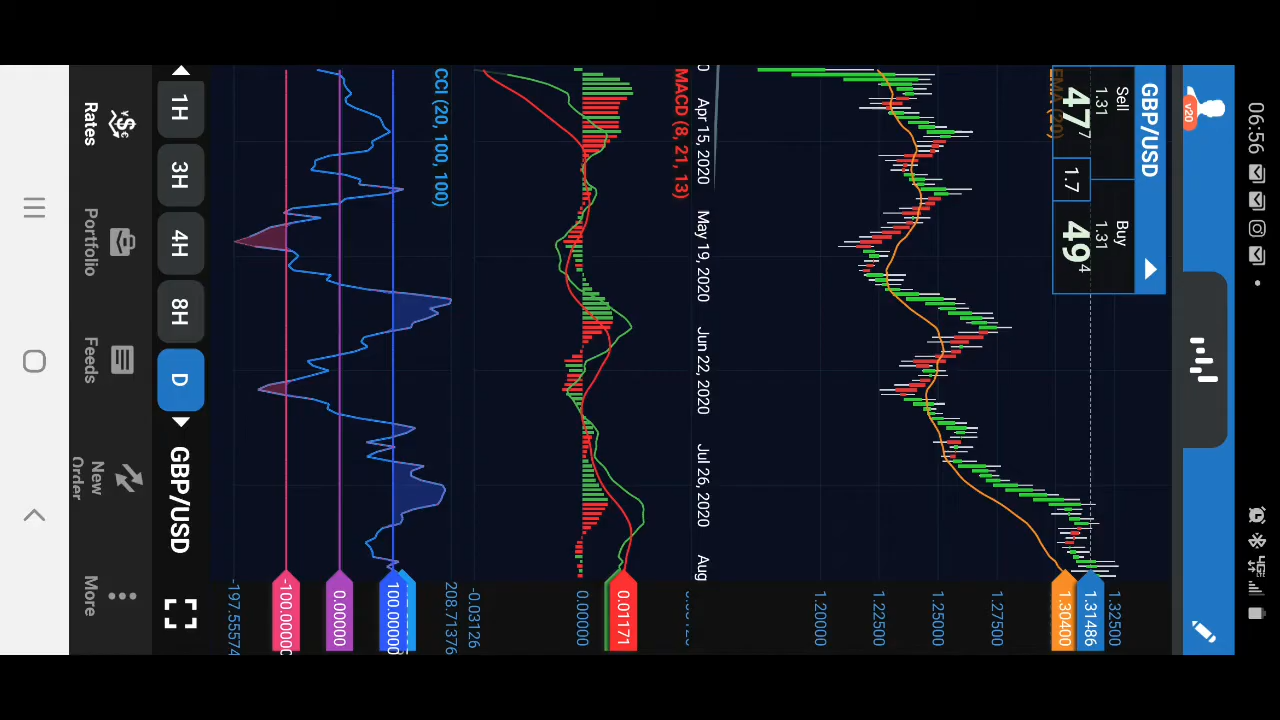 06:56
4G
v20
GBP/USD
Sell
1.31
47 7
1.7
Buy
1.31
49 4
EMA (20)
1.32500
1.31486
1.30400
1.27500
1.25000
1.22500
1.20000
Apr 15, 2020
May 19, 2020
Jun 22, 2020
Jul 26, 2020
Aug
MACD (8, 21, 13)
0.01171
0.00000
-0.03126
CCI (20, 100, 100)
208.71376
100.00000
0.00000
-100.00000
-197.55574
1H
3H
4H
8H
D
GBP/USD
Rates
Portfolio
Feeds
New Order
More